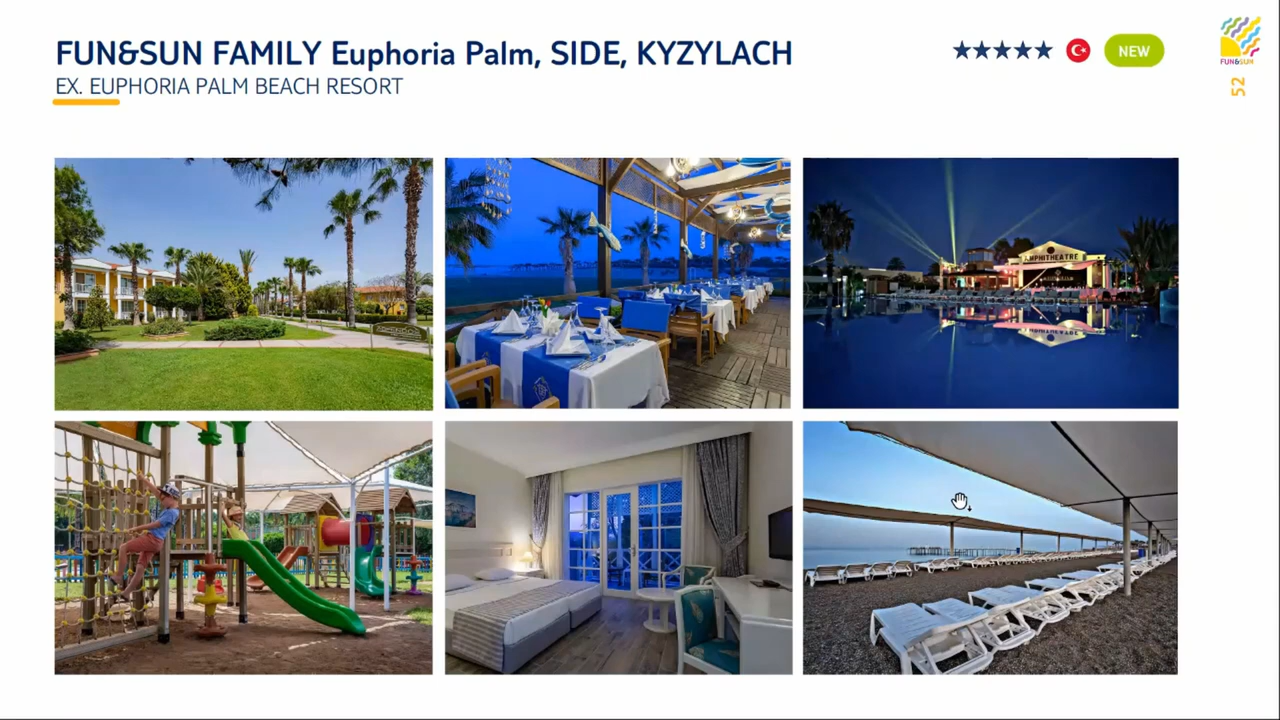 FUN&SUN FAMILY Euphoria Palm, SIDE, KYZYLACH
EX. EUPHORIA PALM BEACH RESORT
NEW
FUN&SUN
52
AMPHITHEATRE